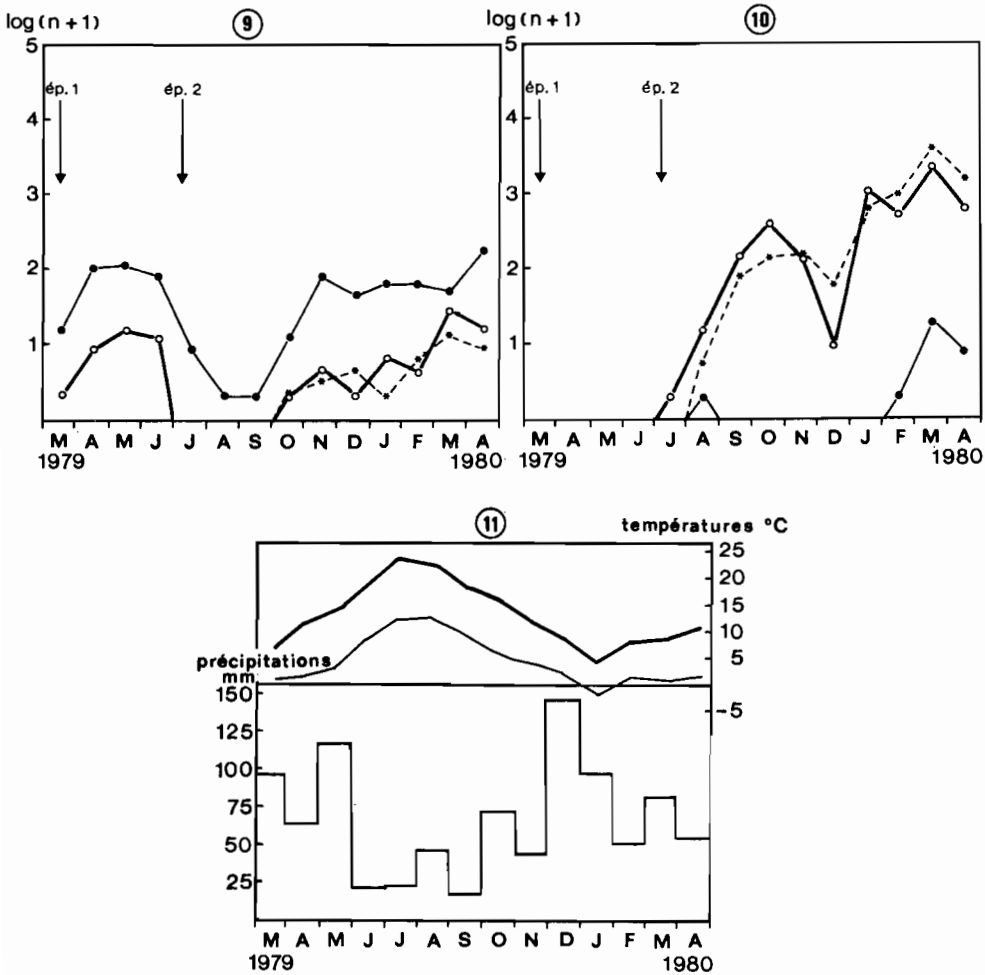 log(n + 1)
9
5
4
3
2
1
ép. 1
ép. 2
M A M J J A S O N D J F M A
1979
1980
log(n + 1)
10
5
4
3
2
1
ép. 1
ép. 2
M A M J J A S O N D J F M A
1979
1980
11
températures °C
25
20
15
10
5
-5
précipitations
mm
150
125
100
75
50
25
M A M J J A S O N D J F M A
1979
1980